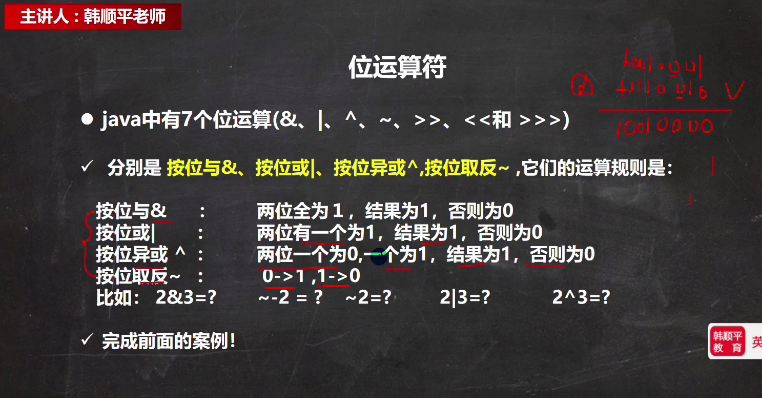 主讲人：韩顺平老师
位运算符
java中有7个位运算(&、|、^、~、>>、<<和 >>>)
分别是 按位与&、按位或|、按位异或^,按位取反~ ,它们的运算规则是：
按位与& ： 两位全为１，结果为1，否则为0
按位或| ： 两位有一个为1，结果为1，否则为0
按位异或 ^ ： 两位一个为0,一个为1，结果为1，否则为0
按位取反~ ： 0->1 ,1->0
比如： 2&3=? ~-2 = ? ~2=? 2|3=? 2^3=?
完成前面的案例！
韩顺平
教育
英
10010000